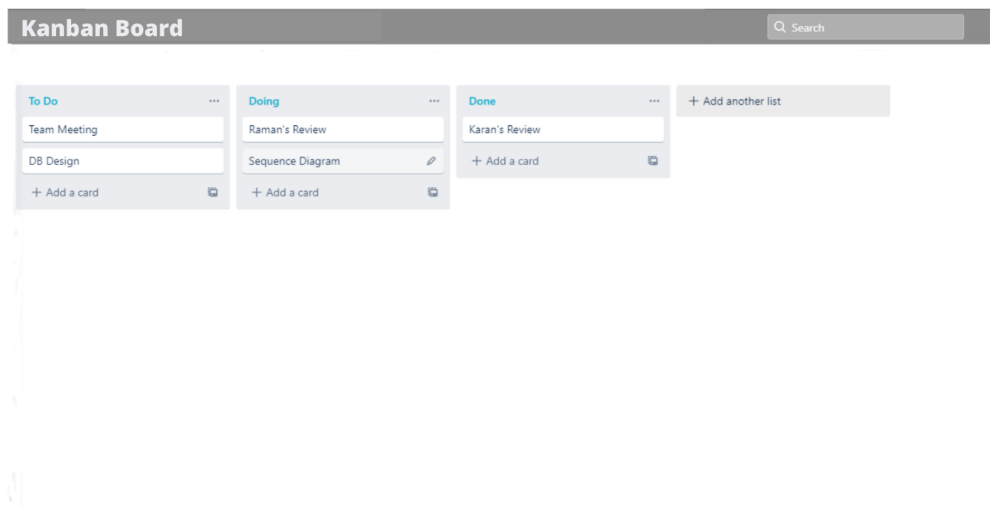 Kanban Board
Search
To Do
Team Meeting
DB Design
+ Add a card
Doing
Raman's Review
Sequence Diagram
+ Add a card
Done
Karan's Review
+ Add a card
+ Add another list